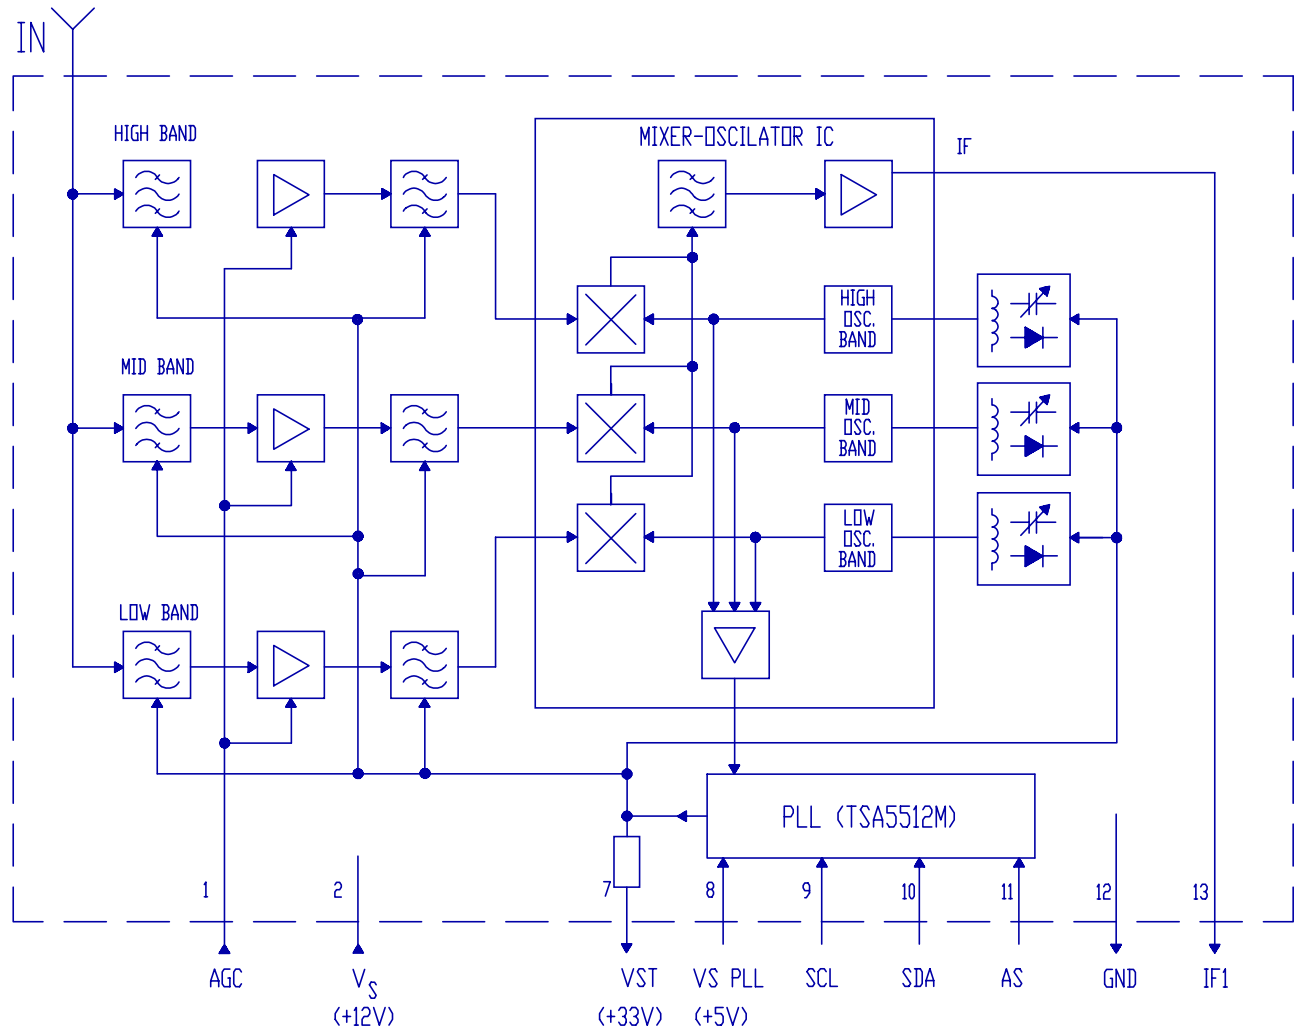 IN
HIGH BAND
MIXER-OSCILATOR IC
IF
HIGH
OSC.
BAND
MID BAND
MID
OSC.
BAND
LOW
OSC.
BAND
LOW BAND
PLL (TSA5512M)
1
2
7
8
9
10
11
12
13
AGC
VS
(+12V)
VST
(+33V)
VS PLL
(+5V)
SCL
SDA
AS
GND
IF1